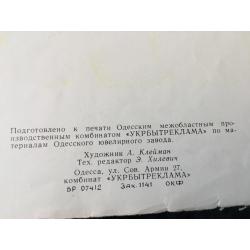 Подготовлено к печати Одесским межобластным про-
изводственным комбинатом «УКРБЫТРЕКЛАМА» по ма-
териалам Одесского ювелирного завода.
Художник А. Клейман
Тех. редактор Э. Хилевич
Одесса, ул. Сов. Армии 27,
комбинат «УКРБЫТРЕКЛАМА»
БР 07412 Зак. 1141 ОКФ